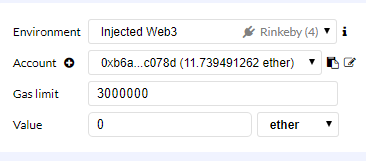 Environment Injected Web3 Rinkeby (4)
Account 0xb6a...c078d (11.739491262 ether)
Gas limit 3000000
Value 0 ether